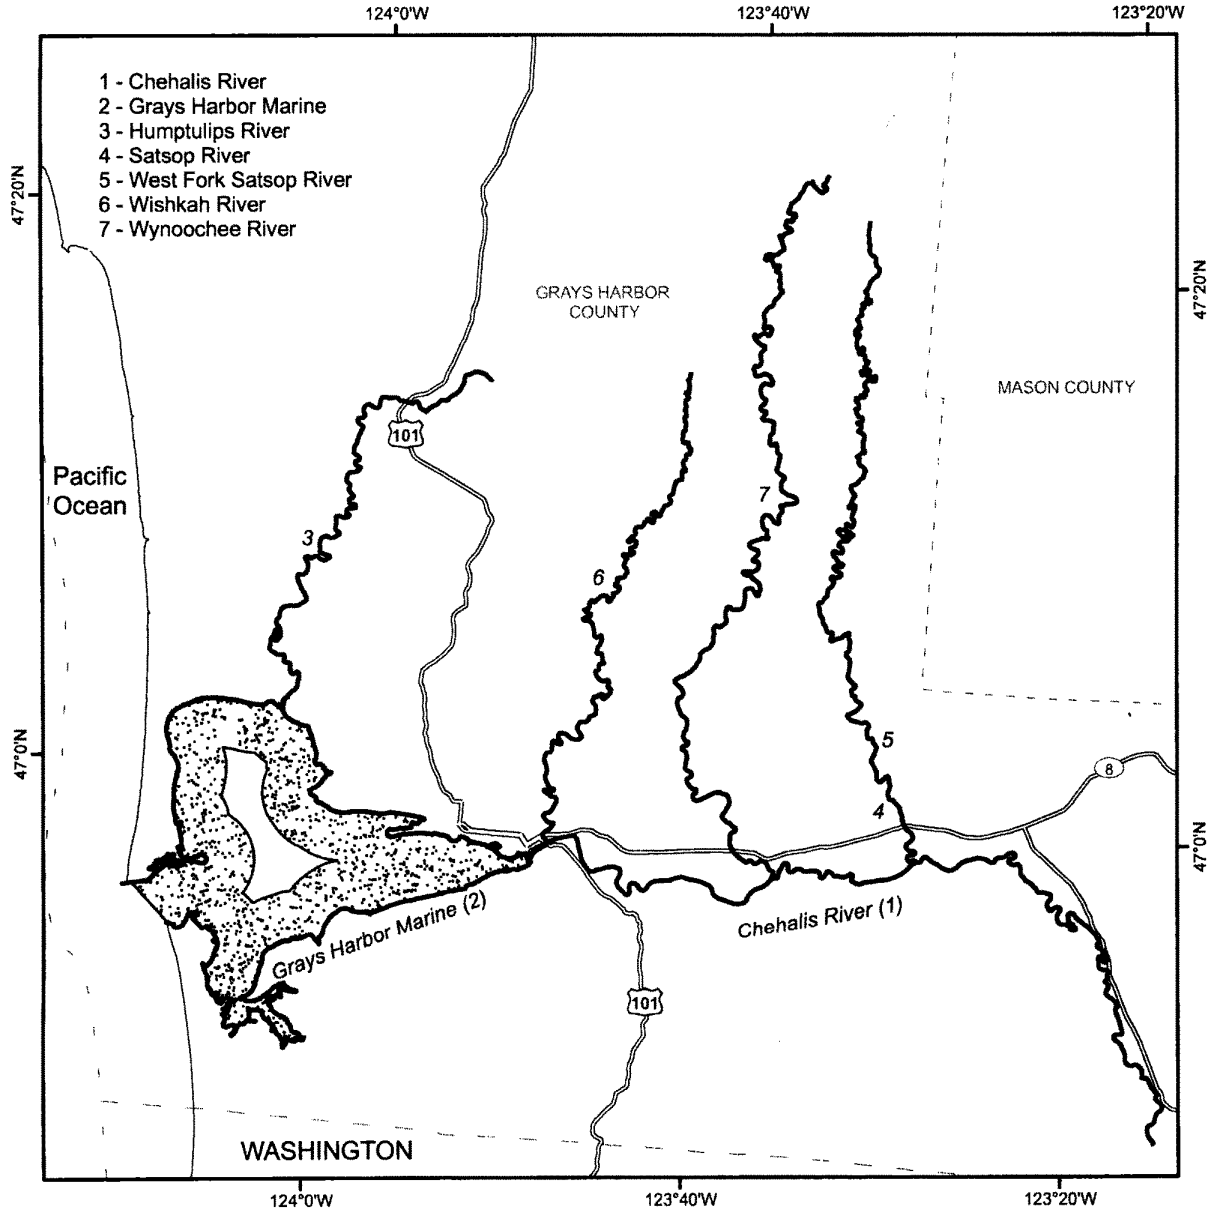 124°0'W
123°40'W
123°20'W
1 - Chehalis River
2 - Grays Harbor Marine
3 - Humptulips River
4 - Satsop River
5 - West Fork Satsop River
6 - Wishkah River
7 - Wynoochee River
47°20'N
47°20'N
GRAYS HARBOR
COUNTY
MASON COUNTY
101
Pacific
Ocean
7
3
6
5
47°0'N
8
4
47°0'N
Grays Harbor Marine (2)
Chehalis River (1)
101
WASHINGTON
124°0'W
123°40'W
123°20'W